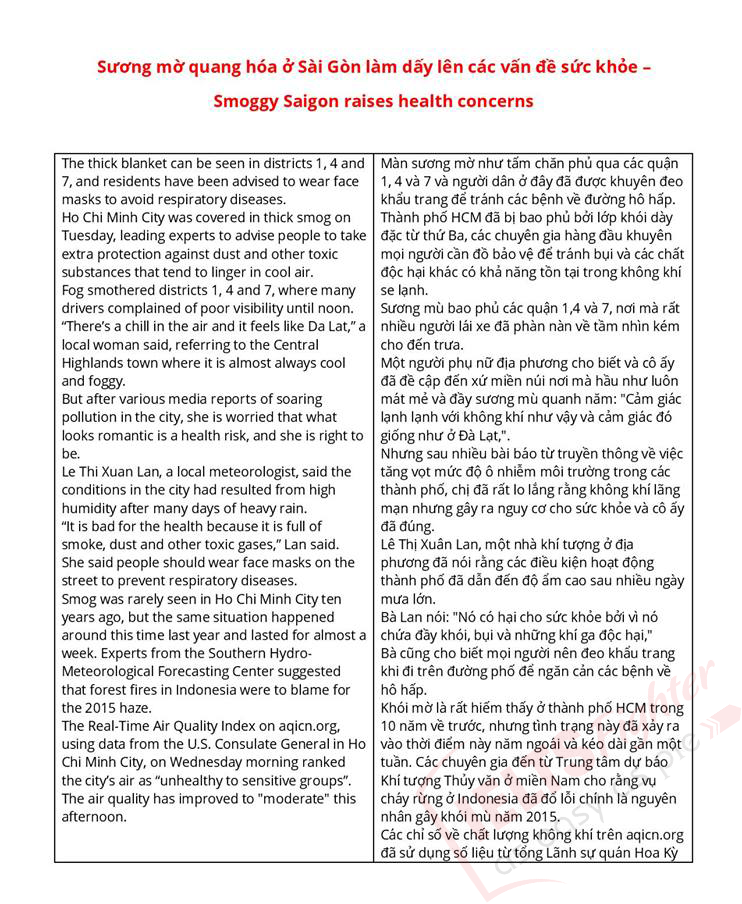 Sương mờ quang hóa ở Sài Gòn làm dấy lên các vấn đề sức khỏe –
Smoggy Saigon raises health concerns
The thick blanket can be seen in districts 1, 4 and
7, and residents have been advised to wear face
masks to avoid respiratory diseases.
Ho Chi Minh City was covered in thick smog on
Tuesday, leading experts to advise people to take
extra protection against dust and other toxic
substances that tend to linger in cool air.
Fog smothered districts 1, 4 and 7, where many
drivers complained of poor visibility until noon.
“There’s a chill in the air and it feels like Da Lat,” a
local woman said, referring to the Central
Highlands town where it is almost always cool
and foggy.
But after various media reports of soaring
pollution in the city, she is worried that what
looks romantic is a health risk, and she is right to
be.
Le Thi Xuan Lan, a local meteorologist, said the
conditions in the city had resulted from high
humidity after many days of heavy rain.
“It is bad for the health because it is full of
smoke, dust and other toxic gases,” Lan said.
She said people should wear face masks on the
street to prevent respiratory diseases.
Smog was rarely seen in Ho Chi Minh City ten
years ago, but the same situation happened
around this time last year and lasted for almost a
week. Experts from the Southern Hydro-
Meteorological Forecasting Center suggested
that forest fires in Indonesia were to blame for
the 2015 haze.
The Real-Time Air Quality Index on aqicn.org,
using data from the U.S. Consulate General in Ho
Chi Minh City, on Wednesday morning ranked
the city’s air as “unhealthy to sensitive groups”.
The air quality has improved to "moderate" this
afternoon.
Màn sương mờ như tấm chăn phủ qua các quận
1, 4 và 7 và người dân ở đây đã được khuyên đeo
khẩu trang để tránh các bệnh về đường hô hấp.
Thành phố HCM đã bị bao phủ bởi lớp khói dày
đặc từ thứ Ba, các chuyên gia hàng đầu khuyên
mọi người cần đồ bảo vệ để tránh bụi và các chất
độc hại khác có khả năng tồn tại trong không khí
se lạnh.
Sương mù bao phủ các quận 1,4 và 7, nơi mà rất
nhiều người lái xe đã phàn nàn về tầm nhìn kém
cho đến trưa.
Một người phụ nữ địa phương cho biết và cô ấy
đã đề cập đến xứ miền núi nơi mà hầu như luôn
mát mẻ và đầy sương mù quanh năm: "Cảm giác
lạnh lạnh với không khí như vậy và cảm giác đó
giống như ở Đà Lạt,".
Nhưng sau nhiều bài báo từ truyền thông về việc
tăng vọt mức độ ô nhiễm môi trường trong các
thành phố, chị đã rất lo lắng rằng không khí lãng
mạn nhưng gây ra nguy cơ cho sức khỏe và cô ấy
đã đúng.
Lê Thị Xuân Lan, một nhà khí tượng ở địa
phương đã nói rằng các điều kiện hoạt động
thành phố đã dẫn đến độ ẩm cao sau nhiều ngày
mưa lớn.
Bà Lan nói: "Nó có hại cho sức khỏe bởi vì nó
chứa đầy khói, bụi và những khí ga độc hại,"
Bà cũng cho biết mọi người nên đeo khẩu trang
khi đi trên đường phố để ngăn cản các bệnh về
hô hấp.
Khói mờ là rất hiếm thấy ở thành phố HCM trong
10 năm về trước, nhưng tình trạng này đã xảy ra
vào thời điểm này năm ngoái và kéo dài gần một
tuần. Các chuyên gia đến từ Trung tâm dự báo
Khí tượng Thủy văn ở miền Nam cho rằng vụ
cháy rừng ở Indonesia đã đổ lỗi chính là nguyên
nhân gây khói mù năm 2015.
Các chỉ số về chất lượng không khí trên aqicn.org
đã sử dụng số liệu từ tổng Lãnh sự quán Hoa Kỳ
IELTS Fighter
as easy as pie